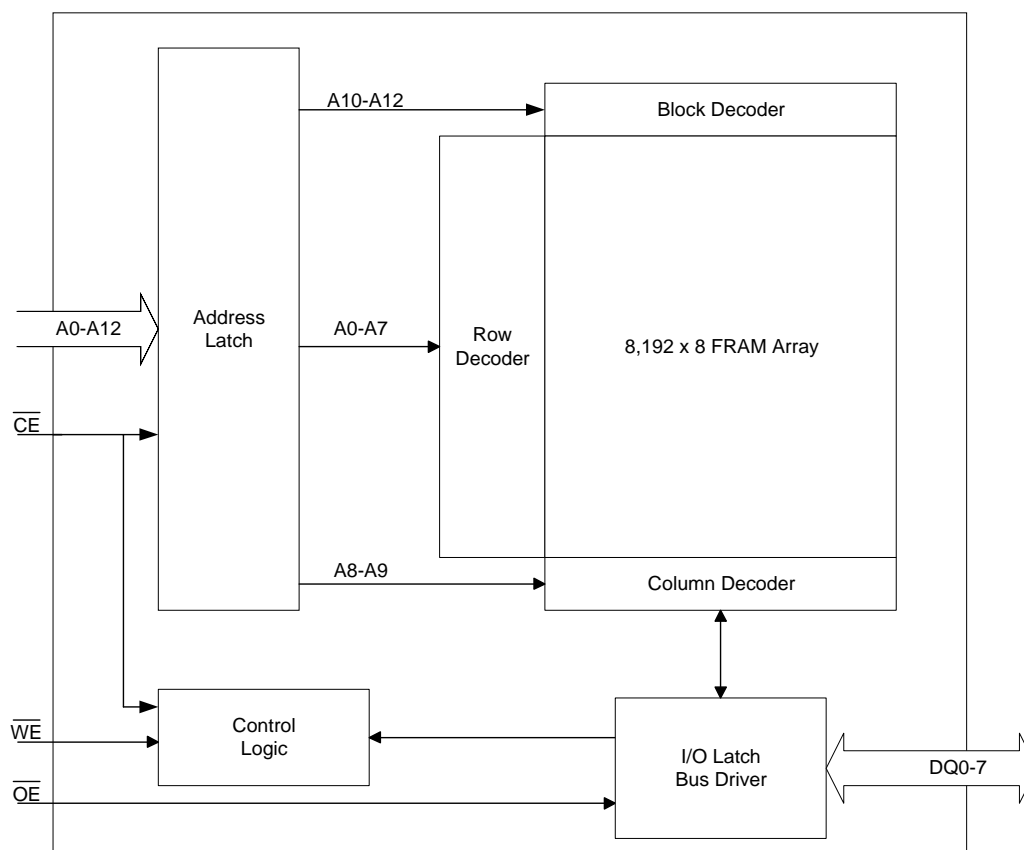 A10-A12
Block Decoder
A0-A12
Address
Latch
A0-A7
Row
Decoder
8,192 x 8 FRAM Array
CE
A8-A9
Column Decoder
WE
Control
Logic
I/O Latch
Bus Driver
DQ0-7
OE